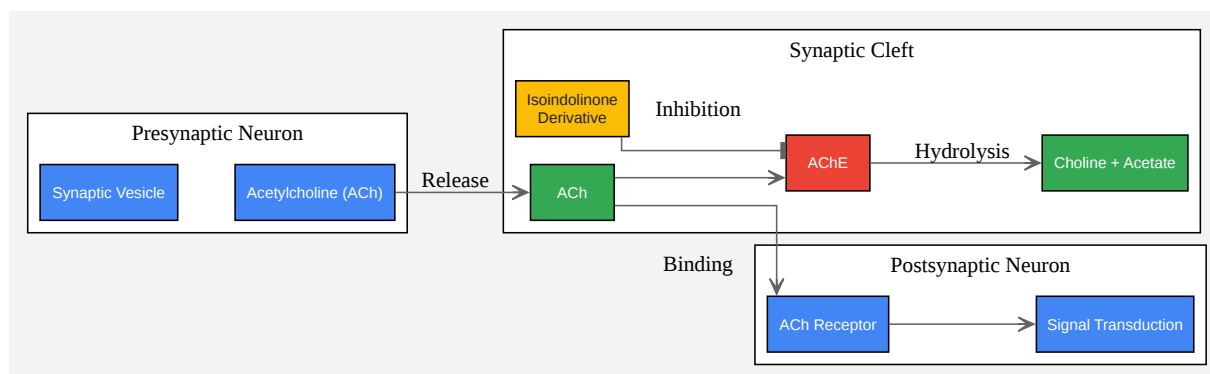 Synaptic Cleft
Isoindolinone
Derivative
Inhibition
Presynaptic Neuron
AChE
Hydrolysis
Choline + Acetate
Synaptic Vesicle
Acetylcholine (ACh)
Release
ACh
Binding
Postsynaptic Neuron
ACh Receptor
Signal Transduction